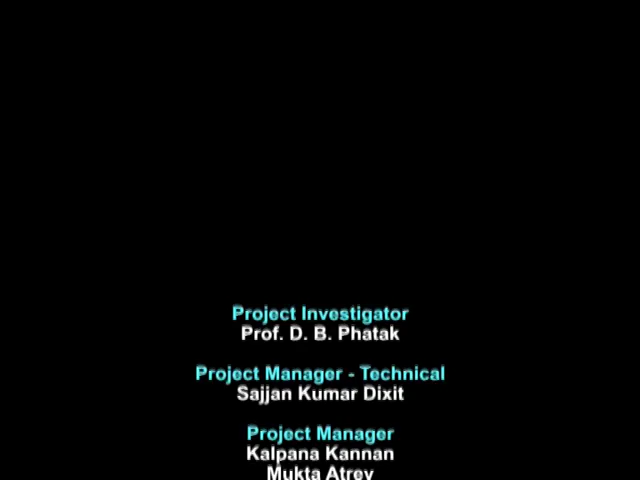 Project Investigator
Prof. D. B. Phatak
Project Manager - Technical
Sajjan Kumar Dixit
Project Manager
Kalpana Kannan
Mukta Atrey